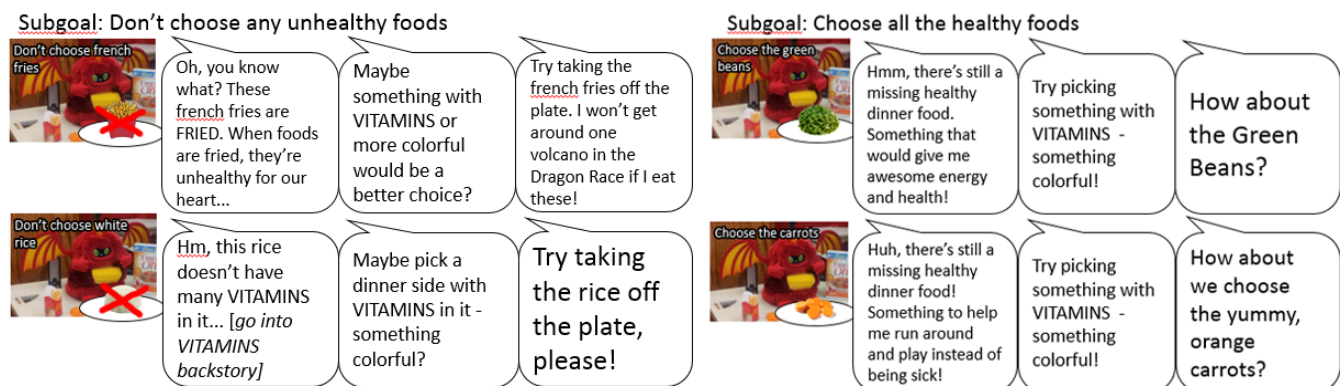 Subgoal: Don't choose any unhealthy foods
Don't choose french
fries
Oh, you know
what? These
french fries are
FRIED. When foods
are fried, they're
unhealthy for our
heart...
Maybe
something with
VITAMINS or
more colorful
would be a
better choice?
Try taking the
french fries off the
plate. I won't get
around one
volcano in the
Dragon Race if I eat
these!
Don't choose white
rice
Hm, this rice
doesn't have
many VITAMINS
in it... [go into
VITAMINS
backstory]
Maybe pick a
dinner side with
VITAMINS in it -
something
colorful?
Try taking
the rice off
the plate,
please!
Subgoal: Choose all the healthy foods
Choose the green
beans
Hmm, there's still a
missing healthy
dinner food.
Something that
would give me
awesome energy
and health!
Try picking
something with
VITAMINS -
something
colorful!
How about
the Green
Beans?
Choose the carrots
Huh, there's still a
missing healthy
dinner food!
Something to help
me run around
and play instead of
being sick!
Try picking
something with
VITAMINS -
something
colorful!
How about
we choose
the yummy,
orange
carrots?